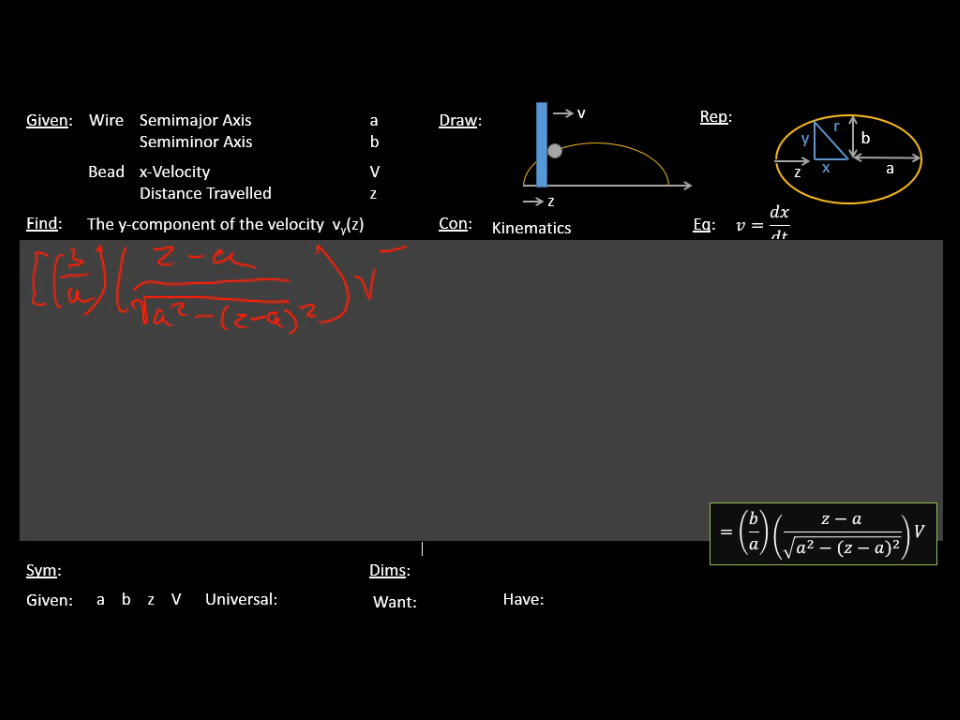 Given: Wire Semimajor Axis a
Semiminor Axis b
Bead x-Velocity V
Distance Travelled z
Draw:
v
z
Rep:
y r b
z x a
Find: The y-component of the velocity vy(z)
Con: Kinematics
Eq: v = dx/dt
[(b/a)((z-a)/√(a²-(z-a)²))V
= (b/a)((z − a)/√(a² − (z − a)²))V
Sym:
Dims:
Given: a b z V Universal:
Want:
Have: